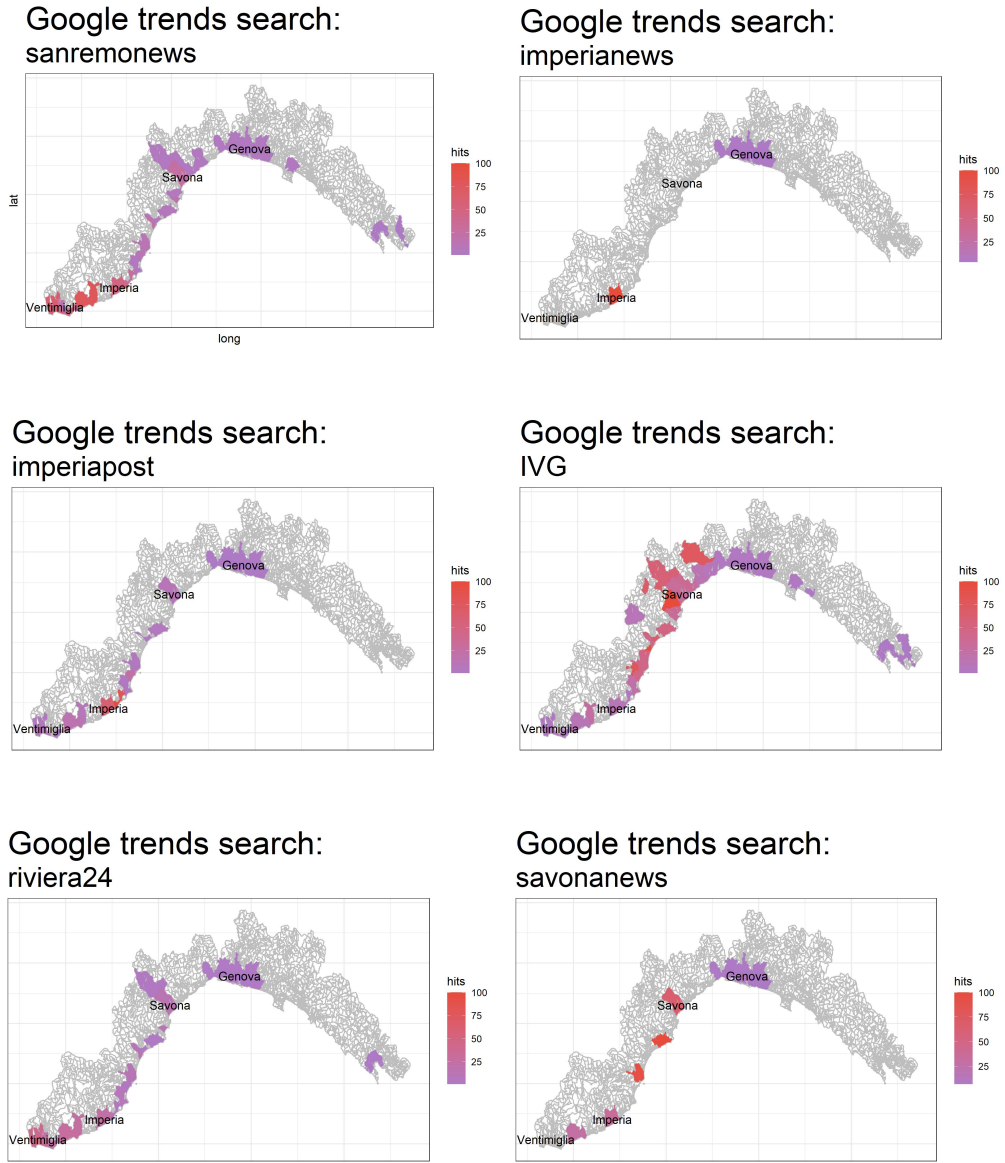 Google trends search:
sanremonews
Genova
Savona
Imperia
Ventimiglia
lat
long
hits
100
75
50
25
Google trends search:
imperianews
Genova
Savona
Imperia
Ventimiglia
hits
100
75
50
25
Google trends search:
imperiapost
Genova
Savona
Imperia
Ventimiglia
hits
100
75
50
25
Google trends search:
IVG
Genova
Savona
Imperia
Ventimiglia
hits
100
75
50
25
Google trends search:
riviera24
Genova
Savona
Imperia
Ventimiglia
hits
100
75
50
25
Google trends search:
savonanews
Genova
Savona
Imperia
Ventimiglia
hits
100
75
50
25